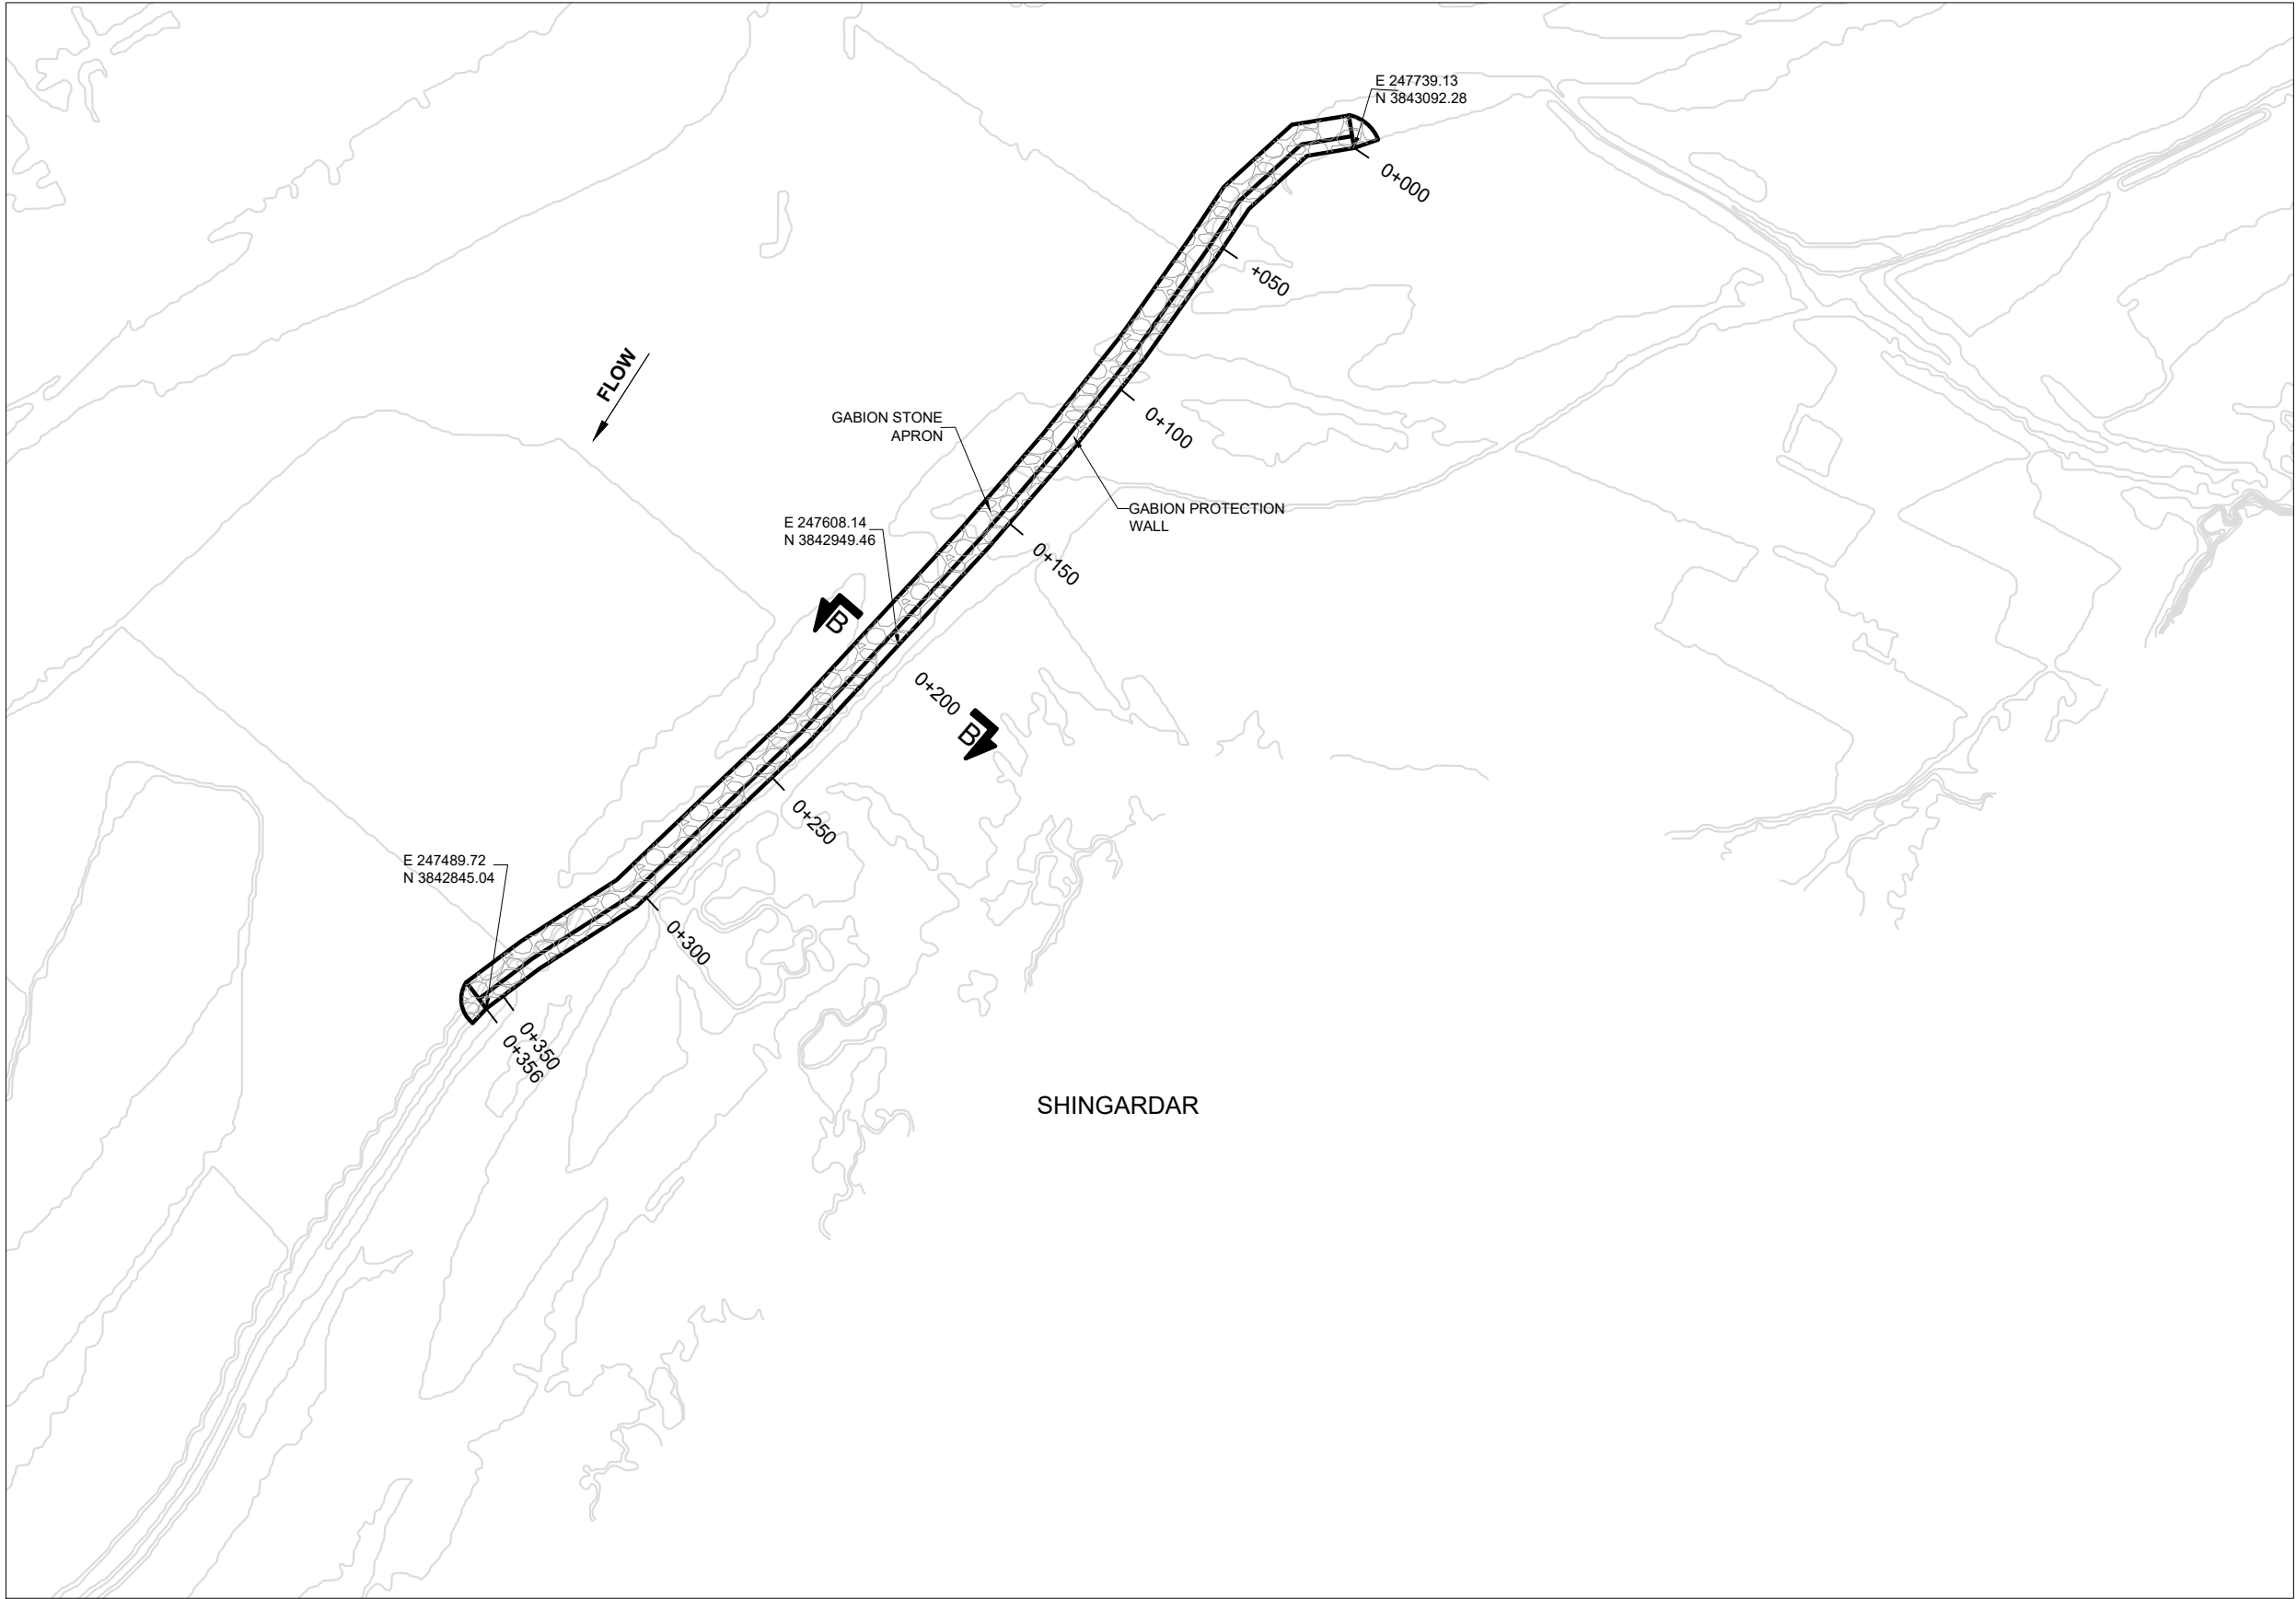 E 247739.13
N 3843092.28
0+000
+050
FLOW
GABION STONE
APRON
0+100
GABION PROTECTION
WALL
E 247608.14
N 3842949.46
0+150
B
0+200
B
0+250
E 247489.72
N 3842845.04
0+300
0+350
0+356
SHINGARDAR